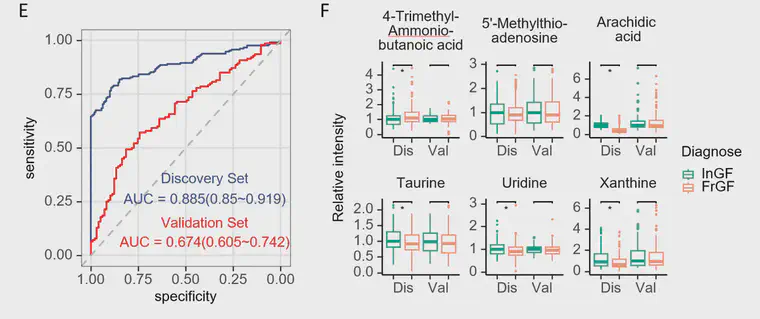 E
1.00
0.75
0.50
0.25
0.00
sensitivity
Discovery Set
AUC = 0.885(0.85~0.919)
Validation Set
AUC = 0.674(0.605~0.742)
1.00 0.75 0.50 0.25 0.00
specificity
F
Relative intensity
4-Trimethyl-
Ammonio-
butanoic acid
4
3
2
1
0
*
Dis Val
5'-Methylthio-
adenosine
3
2
1
0
Dis Val
Arachidic
acid
6
4
2
0
*
Dis Val
Taurine
2.0
1.5
1.0
0.5
0.0
*
Dis Val
Uridine
3
2
1
0
*
Dis Val
Xanthine
6
4
2
0
*
Dis Val
Diagnose
InGF
FrGF